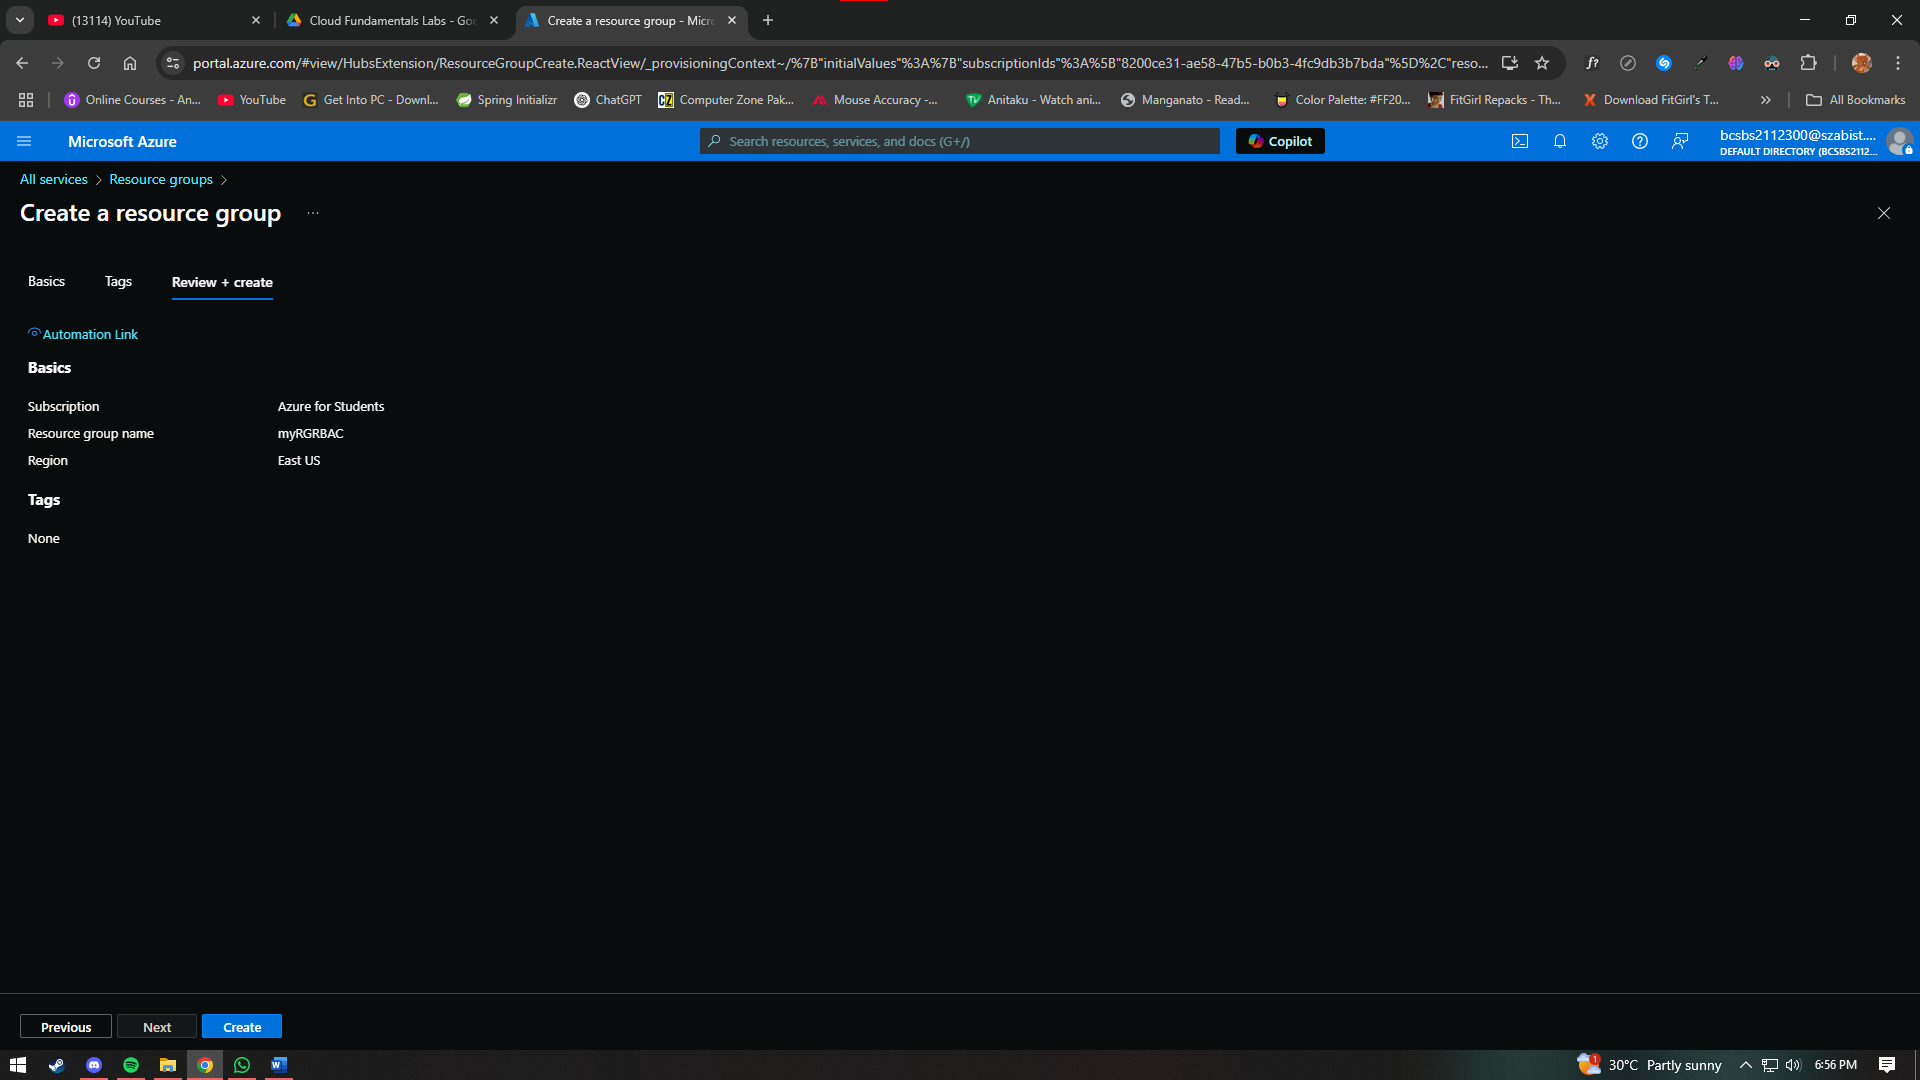 (13114) YouTube
Cloud Fundamentals Labs - Goo
Create a resource group - Micro
portal.azure.com/#view/HubsExtension/ResourceGroupCreate.ReactView/_provisioningContext~/%7B"initialValues"%3A%7B"subscriptionIds"%3A%5B"8200ce31-ae58-47b5-b0b3-4fc9db3b7bda"%5D%2C"reso...
Online Courses - An...
YouTube
Get Into PC - Downl...
Spring Initializr
ChatGPT
Computer Zone Pak...
Mouse Accuracy -...
Anitaku - Watch ani...
Manganato - Read...
Color Palette: #FF20...
FitGirl Repacks - Th...
Download FitGirl's T...
All Bookmarks
Microsoft Azure
Search resources, services, and docs (G+/)
Copilot
bcsbs2112300@szabist....
DEFAULT DIRECTORY (BCSBS2112...
All services > Resource groups >
Create a resource group ...
Basics
Tags
Review + create
Automation Link
Basics
Subscription Azure for Students
Resource group name myRGRBAC
Region East US
Tags
None
Previous
Next
Create
30°C Partly sunny
6:56 PM